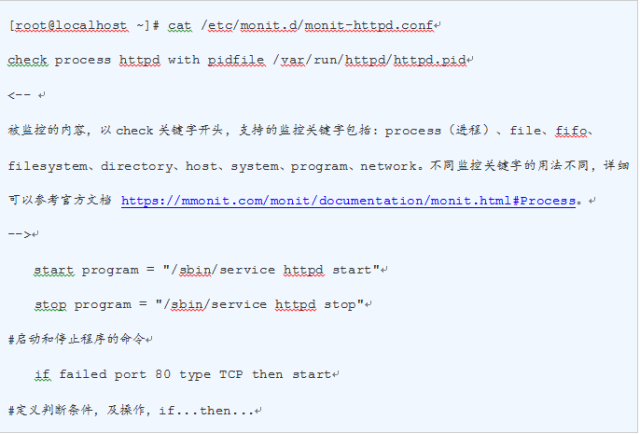 [root@localhost ~]# cat /etc/monit.d/monit-httpd.conf
check process httpd with pidfile /var/run/httpd/httpd.pid
<--
被监控的内容，以 check 关键字开头，支持的监控关键字包括：process（进程）、file、fifo、
filesystem、directory、host、system、program、network。不同监控关键字的用法不同，详细
可以参考官方文档 https://mmonit.com/monit/documentation/monit.html#Process。
-->
start program = "/sbin/service httpd start"
stop program = "/sbin/service httpd stop"
#启动和停止程序的命令
if failed port 80 type TCP then start
#定义判断条件，及操作，if...then...